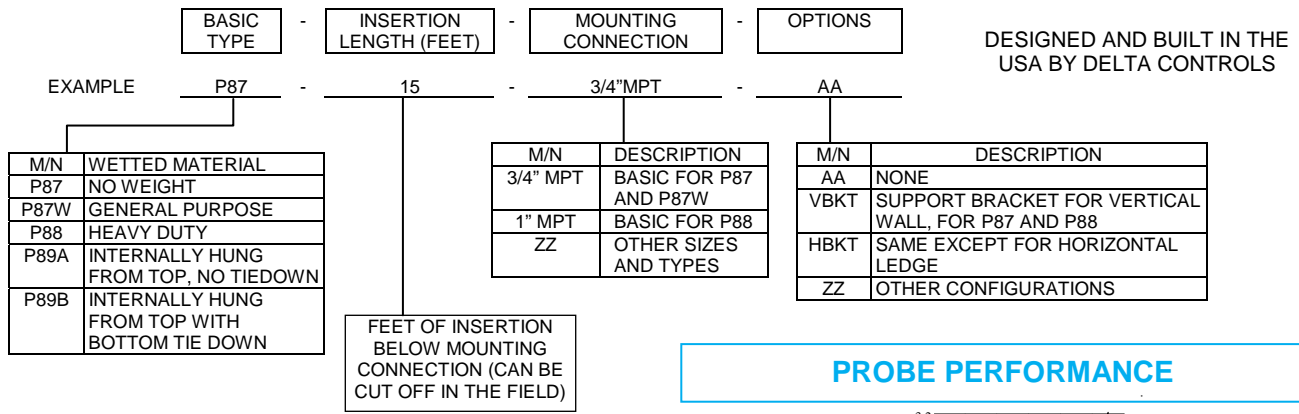 BASIC TYPE - INSERTION LENGTH (FEET) - MOUNTING CONNECTION - OPTIONS
DESIGNED AND BUILT IN THE
USA BY DELTA CONTROLS
EXAMPLE P87 - 15 - 3/4"MPT - AA
M/N WETTED MATERIAL
P87 NO WEIGHT
P87W GENERAL PURPOSE
P88 HEAVY DUTY
P89A INTERNALLY HUNG
FROM TOP, NO TIEDOWN
P89B INTERNALLY HUNG
FROM TOP WITH
BOTTOM TIE DOWN
FEET OF INSERTION
BELOW MOUNTING
CONNECTION (CAN BE
CUT OFF IN THE FIELD)
M/N DESCRIPTION
3/4" MPT BASIC FOR P87
AND P87W
1" MPT BASIC FOR P88
ZZ OTHER SIZES
AND TYPES
M/N DESCRIPTION
AA NONE
VBKT SUPPORT BRACKET FOR VERTICAL
WALL, FOR P87 AND P88
HBKT SAME EXCEPT FOR HORIZONTAL
LEDGE
ZZ OTHER CONFIGURATIONS
PROBE PERFORMANCE